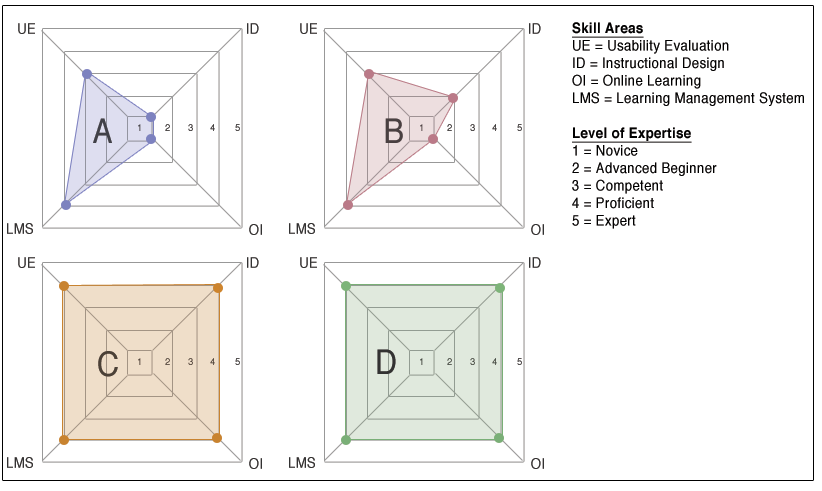 UE ID
A 1 2 3 4 5
LMS OI
UE ID
B 1 2 3 4 5
LMS OI
Skill Areas
UE = Usability Evaluation
ID = Instructional Design
OI = Online Learning
LMS = Learning Management System
Level of Expertise
1 = Novice
2 = Advanced Beginner
3 = Competent
4 = Proficient
5 = Expert
UE ID
C 1 2 3 4 5
LMS OI
UE ID
D 1 2 3 4 5
LMS OI